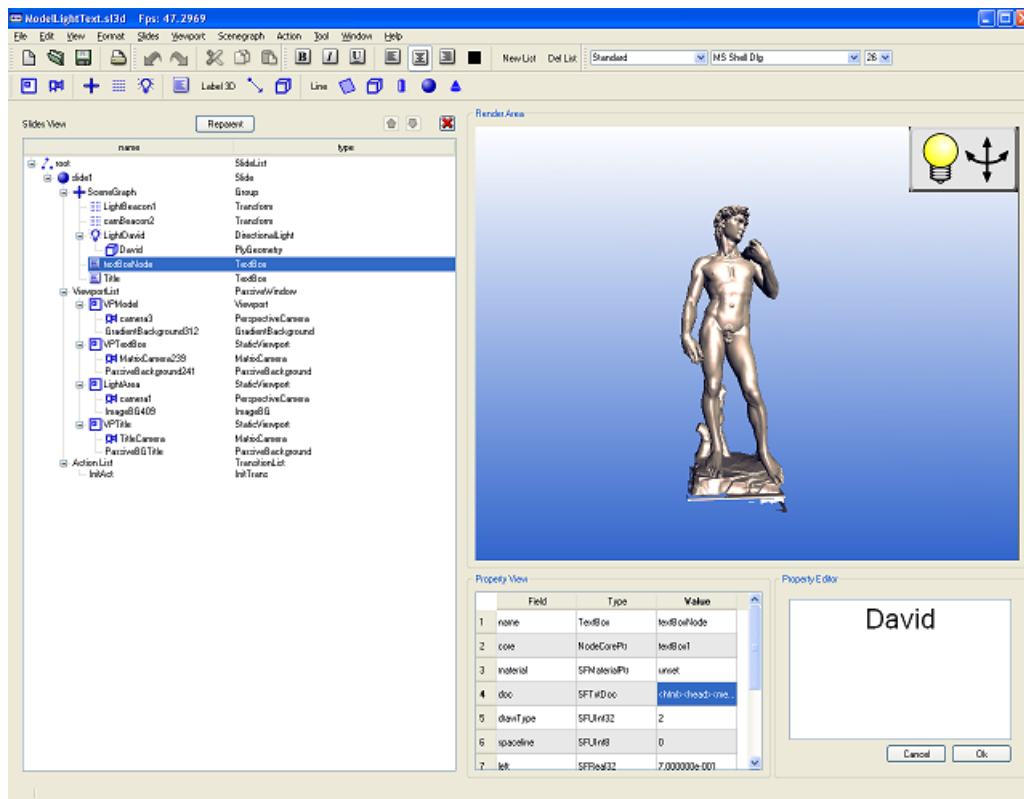 ModelLightText.sl3d Fps: 47.2969
File Edit View Format Slides Viewport Scenegraph Action Tool Window Help
B I U New List Del List Standard MS Shell Dlg 26
Label 3D Line
Slides View Reparent
name type
root SlideList
slide1 Slide
SceneGraph Group
LightBeacon1 Transform
camBeacon2 Transform
LightDavid DirectionalLight
David PlyGeometry
textBoxNode TextBox
Title TextBox
ViewportList PassiveWindow
VPModel Viewport
camera3 PerspectiveCamera
GradientBackground312 GradientBackground
VPTextBox StaticViewport
MatrixCamera239 MatrixCamera
PassiveBackground241 PassiveBackground
LightArea StaticViewport
camera1 PerspectiveCamera
ImageBG409 ImageBG
VPTitle StaticViewport
TitleCamera MatrixCamera
PassiveBGTitle PassiveBackground
Action List TransitionList
InitAct InitTrans
Render Area
Property View
Field Type Value
1 name TextBox textBoxNode
2 core NodeCorePtr textBox1
3 material SFMaterialPtr unset
4 doc SFTxtDoc <html><head><me...
5 drawType SFUInt32 2
6 spaceline SFUInt8 0
7 left SFReal32 7.000000e-001
Property Editor
David
Cancel Ok